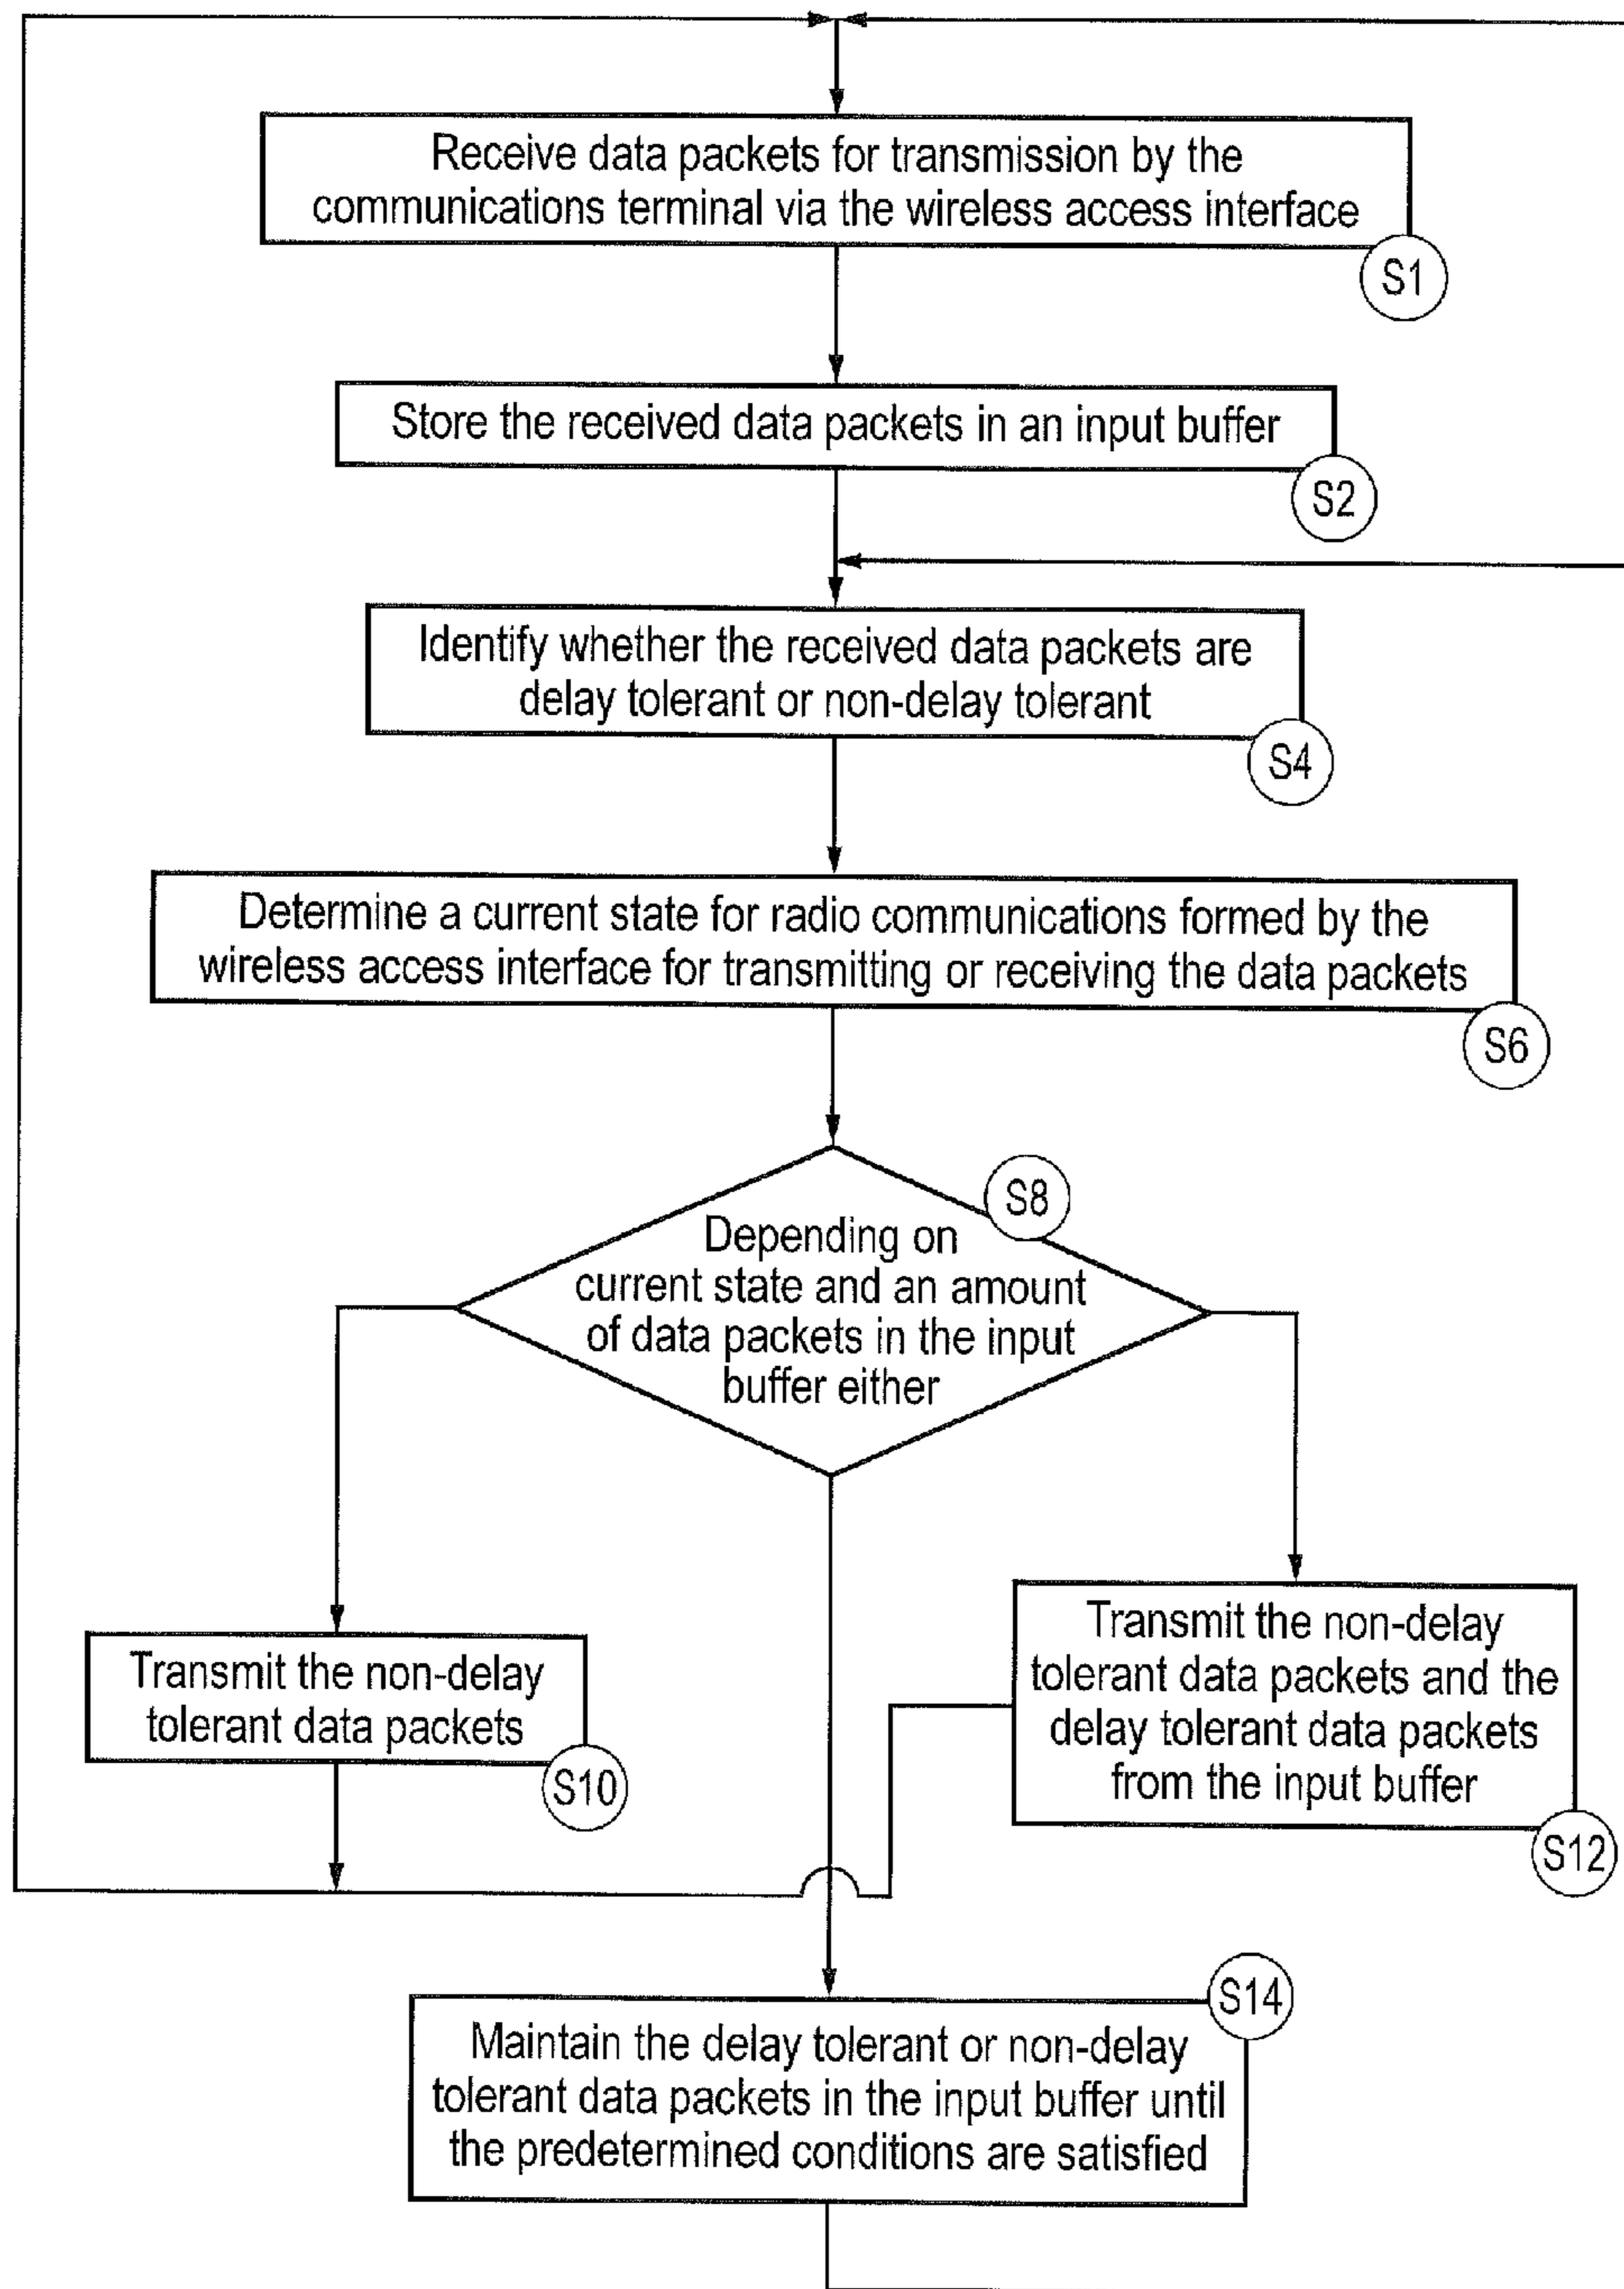 Receive data packets for transmission by the
communications terminal via the wireless access interface
S1
Store the received data packets in an input buffer
S2
Identify whether the received data packets are
delay tolerant or non-delay tolerant
S4
Determine a current state for radio communications formed by the
wireless access interface for transmitting or receiving the data packets
S6
S8
Depending on
current state and an amount
of data packets in the input
buffer either
Transmit the non-delay
tolerant data packets
S10
Transmit the non-delay
tolerant data packets and the
delay tolerant data packets
from the input buffer
S12
S14
Maintain the delay tolerant or non-delay
tolerant data packets in the input buffer until
the predetermined conditions are satisfied